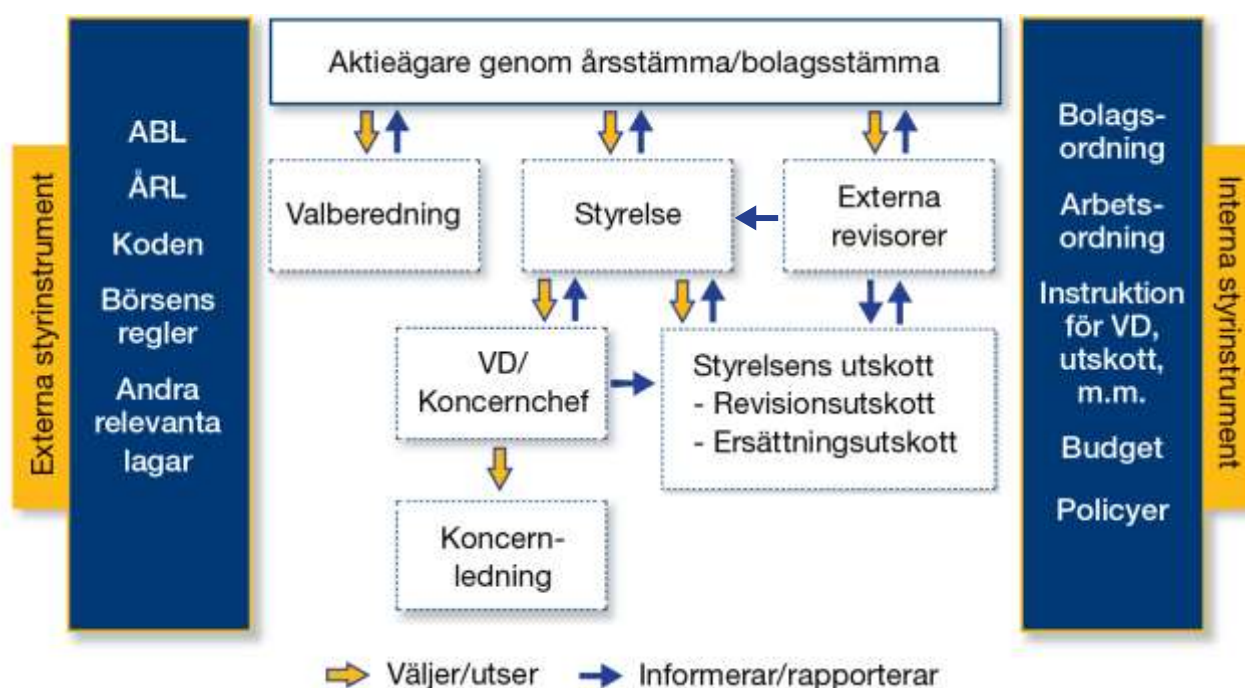 Externa styrinstrument
ABL
ÅRL
Koden
Börsens
regler
Andra
relevanta
lagar
Aktieägare genom årsstämma/bolagsstämma
Valberedning
Styrelse
Externa
revisorer
VD/
Koncernchef
Styrelsens utskott
- Revisionsutskott
- Ersättningsutskott
Koncern-
ledning
Bolags-
ordning
Arbets-
ordning
Instruktion
för VD,
utskott,
m.m.
Budget
Policyer
Interna styrinstrument
Väljer/utser
Informerar/rapporterar